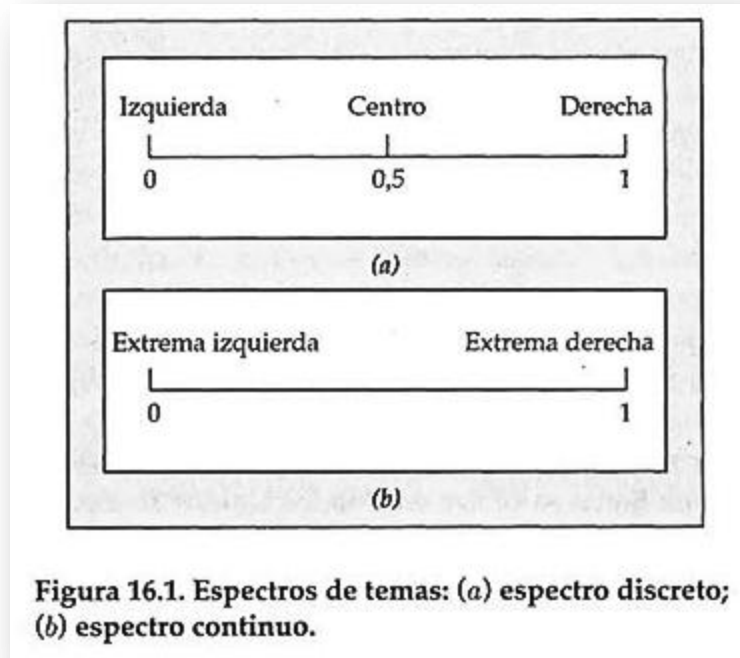 Izquierda Centro Derecha
0 0,5 1
(a)
Extrema izquierda Extrema derecha
0 1
(b)
Figura 16.1. Espectros de temas: (a) espectro discreto;
(b) espectro continuo.